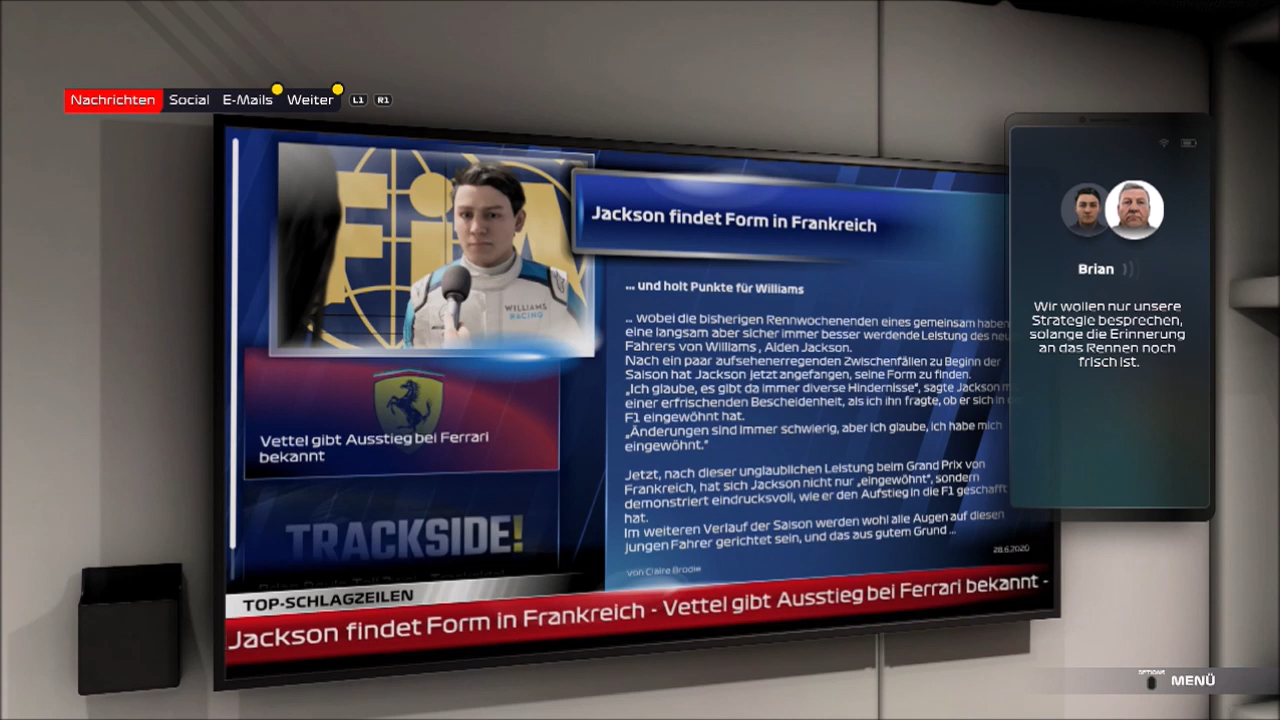 Nachrichten Social E-Mails Weiter L1 R1
FiA
WILLIAMS
RACING
Jackson findet Form in Frankreich
... und holt Punkte für Williams
... wobei die bisherigen Rennwochenenden eines gemeinsam haben
eine langsam aber sicher immer besser werdende Leistung des neu
Fahrers von Williams, Aiden Jackson.
Nach ein paar aufsehenerregenden Zwischenfällen zu Beginn der
Saison hat Jackson jetzt angefangen, seine Form zu finden.
„Ich glaube, es gibt da immer diverse Hindernisse“, sagte Jackson m
einer erfrischenden Bescheidenheit, als ich ihn fragte, ob er sich in d
F1 eingewöhnt hat.
„Änderungen sind immer schwierig, aber ich glaube, ich habe mich
eingewöhnt.“
Jetzt, nach dieser unglaublichen Leistung beim Grand Prix von
Frankreich, hat sich Jackson nicht nur „eingewöhnt“, sondern
demonstriert eindrucksvoll, wie er den Aufstieg in die F1 geschafft
hat.
Im weiteren Verlauf der Saison werden wohl alle Augen auf diesen
jungen Fahrer gerichtet sein, und das aus gutem Grund ...
28.6.2020
von Claire Brodie
Vettel gibt Ausstieg bei Ferrari
bekannt
TRACKSIDE!
TOP-SCHLAGZEILEN
Jackson findet Form in Frankreich - Vettel gibt Ausstieg bei Ferrari bekannt -
Brian
Wir wollen nur unsere
Strategie besprechen,
solange die Erinnerung
an das Rennen noch
frisch ist.
OPTIONS
MENÜ